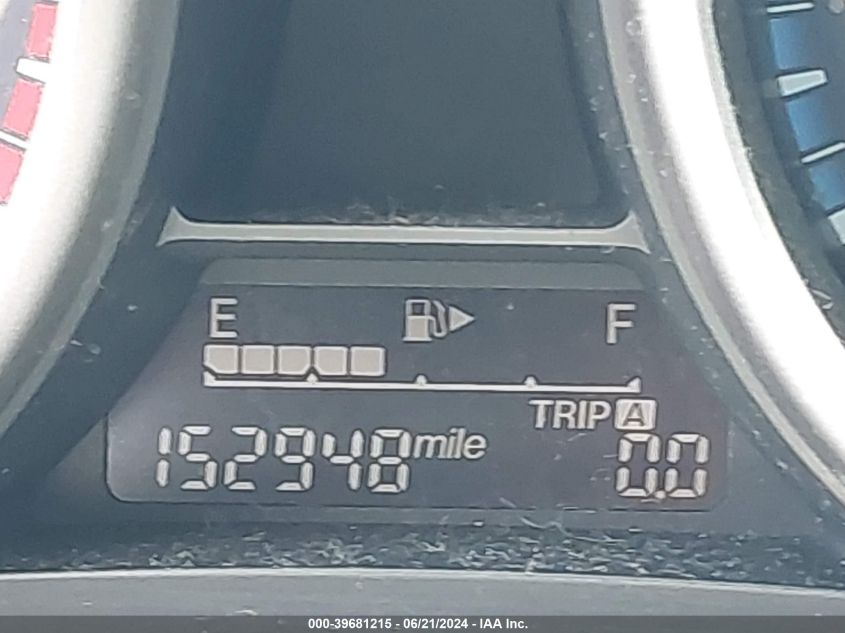 E F
TRIP A
152948 mile 0.0
000-39681215 - 06/21/2024 - IAA Inc.